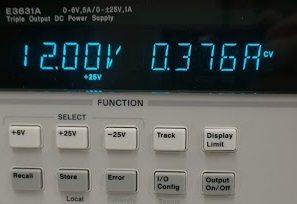 E3631A 0-6V,5A/0-±25V,1A
Triple Output DC Power Supply
12.00V 0.376A CV
+25V
FUNCTION
SELECT
+6V +25V -25V Track Display Limit
Recall Store Error I/O Config Output On/Off
Local